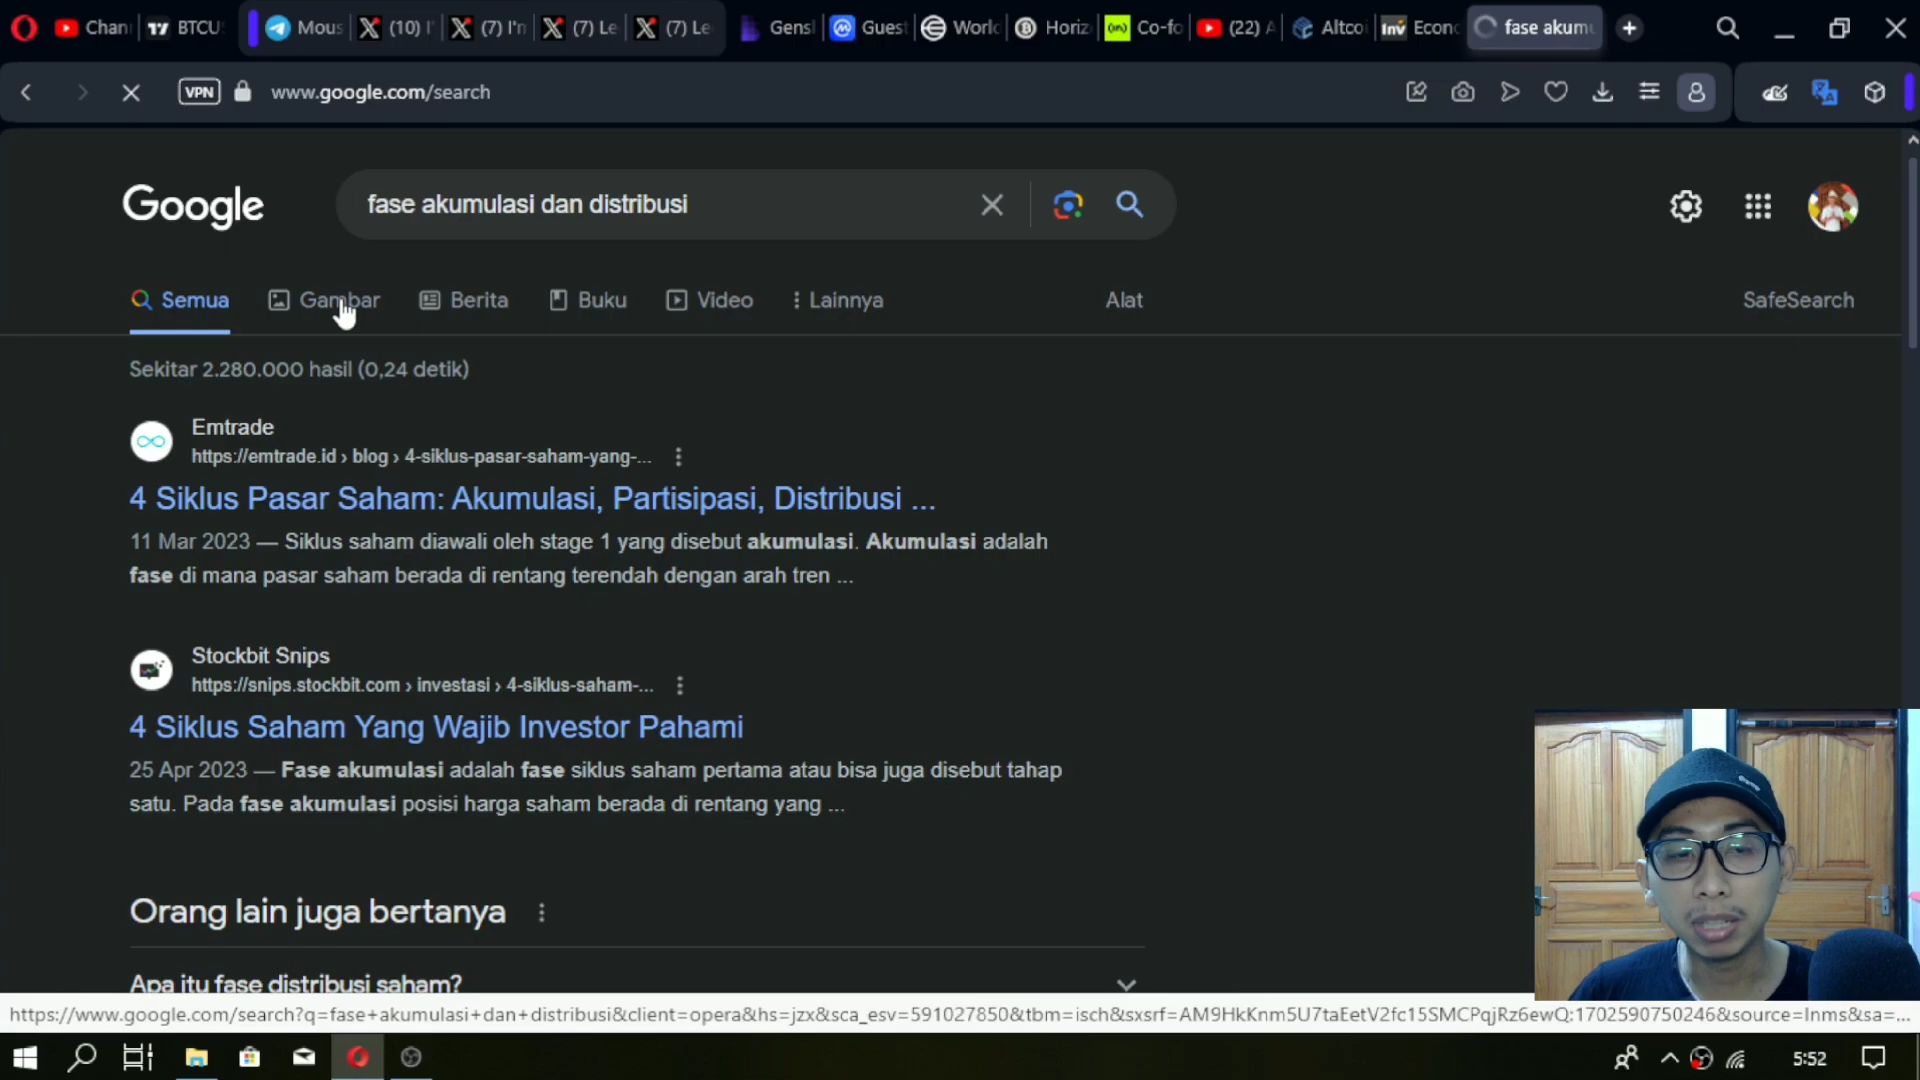 Chan
BTCU
Mous
(10) I'
(7) I'm
(7) Le
(7) Le
Gensl
Guest
World
Horiz
Co-fo
(22) A
Altcoi
Inv Econ
fase akum
VPN
www.google.com/search
Google
fase akumulasi dan distribusi
Semua
Gambar
Berita
Buku
Video
Lainnya
Alat
SafeSearch
Sekitar 2.280.000 hasil (0,24 detik)
Emtrade
https://emtrade.id › blog › 4-siklus-pasar-saham-yang-...
4 Siklus Pasar Saham: Akumulasi, Partisipasi, Distribusi ...
11 Mar 2023 — Siklus saham diawali oleh stage 1 yang disebut akumulasi. Akumulasi adalah
fase di mana pasar saham berada di rentang terendah dengan arah tren ...
Stockbit Snips
https://snips.stockbit.com › investasi › 4-siklus-saham-...
4 Siklus Saham Yang Wajib Investor Pahami
25 Apr 2023 — Fase akumulasi adalah fase siklus saham pertama atau bisa juga disebut tahap
satu. Pada fase akumulasi posisi harga saham berada di rentang yang ...
Orang lain juga bertanya
Apa itu fase distribusi saham?
https://www.google.com/search?q=fase+akumulasi+dan+distribusi&client=opera&hs=jzx&sca_esv=591027850&tbm=isch&sxsrf=AM9HkKnm5U7taEetV2fc15SMCPqjRz6ewQ:1702590750246&source=lnms&sa=...
5:52